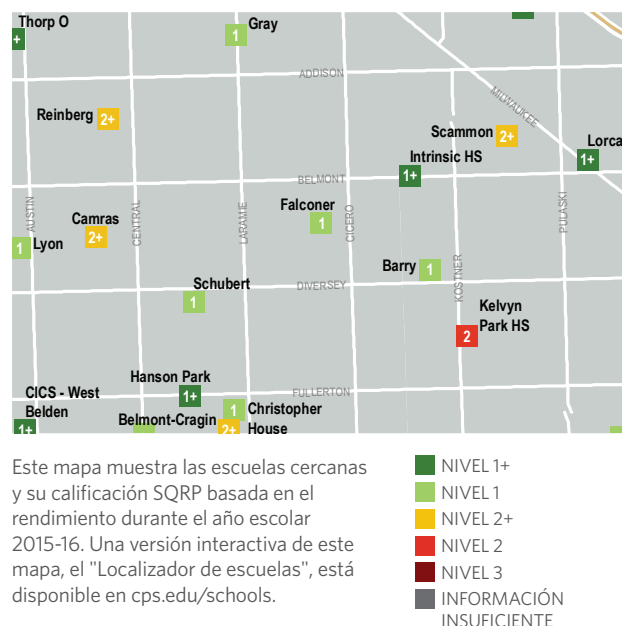 Thorp O
+
Gray
1
ADDISON
MILWAUKEE
Reinberg
2+
Scammon
2+
Lorca
1+
Intrinsic HS
1+
BELMONT
AUSTIN
CENTRAL
LARAMIE
CICERO
KOSTNER
PULASKI
Falconer
1
Camras
2+
1
Lyon
Barry
1
Schubert
1
DIVERSEY
Kelvyn
Park HS
2
Hanson Park
1+
FULLERTON
CICS - West
Belden
1+
Belmont-Cragin
2+
1
Christopher
House
Este mapa muestra las escuelas cercanas
y su calificación SQRP basada en el
rendimiento durante el año escolar
2015-16. Una versión interactiva de este
mapa, el "Localizador de escuelas", está
disponible en cps.edu/schools.
NIVEL 1+
NIVEL 1
NIVEL 2+
NIVEL 2
NIVEL 3
INFORMACIÓN
INSUFICIENTE